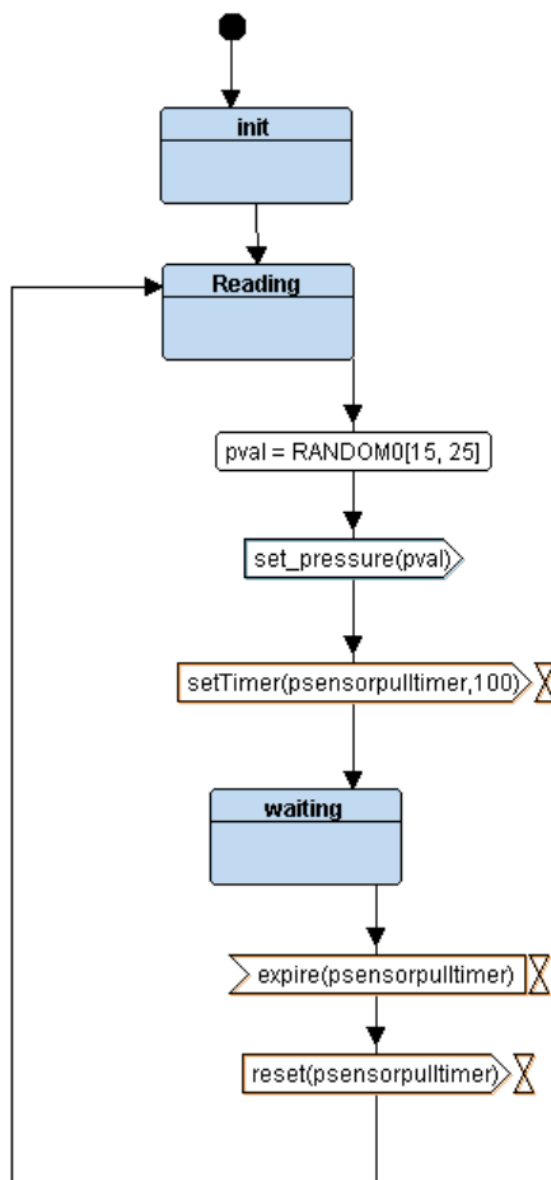 init
Reading
pval = RANDOM0[15, 25]
set_pressure(pval)
setTimer(psensorpulltimer,100)
waiting
expire(psensorpulltimer)
reset(psensorpulltimer)